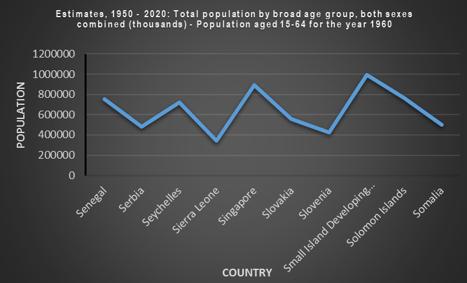 Estimates, 1950 - 2020: Total population by broad age group, both sexes
combined (thousands) - Population aged 15-64 for the year 1960
1200000
1000000
800000
600000
400000
200000
0
POPULATION
Senegal
Serbia
Seychelles
Sierra Leone
Singapore
Slovakia
Slovenia
Small Island Developing...
Solomon Islands
Somalia
COUNTRY